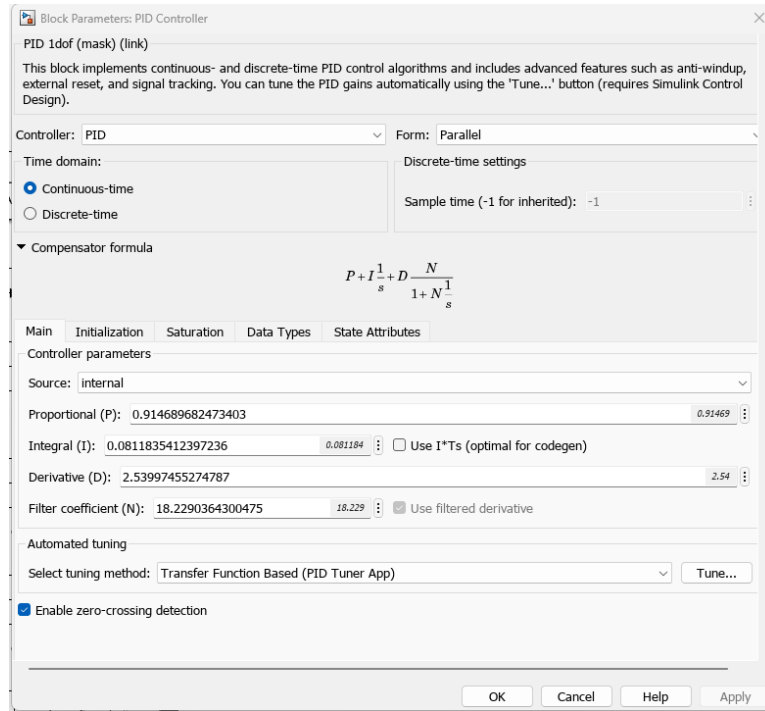 Block Parameters: PID Controller
PID 1dof (mask) (link)
This block implements continuous- and discrete-time PID control algorithms and includes advanced features such as anti-windup,
external reset, and signal tracking. You can tune the PID gains automatically using the 'Tune...' button (requires Simulink Control
Design).
Controller: PID Form: Parallel
Time domain: Discrete-time settings
Continuous-time
Sample time (-1 for inherited): -1
Discrete-time
Compensator formula
P + I 1/s + D N/(1 + N 1/s)
Main Initialization Saturation Data Types State Attributes
Controller parameters
Source: internal
Proportional (P): 0.914689682473403 0.91469
Integral (I): 0.0811835412397236 0.081184 Use I*Ts (optimal for codegen)
Derivative (D): 2.53997455274787 2.54
Filter coefficient (N): 18.2290364300475 18.229 Use filtered derivative
Automated tuning
Select tuning method: Transfer Function Based (PID Tuner App) Tune...
Enable zero-crossing detection
OK Cancel Help Apply